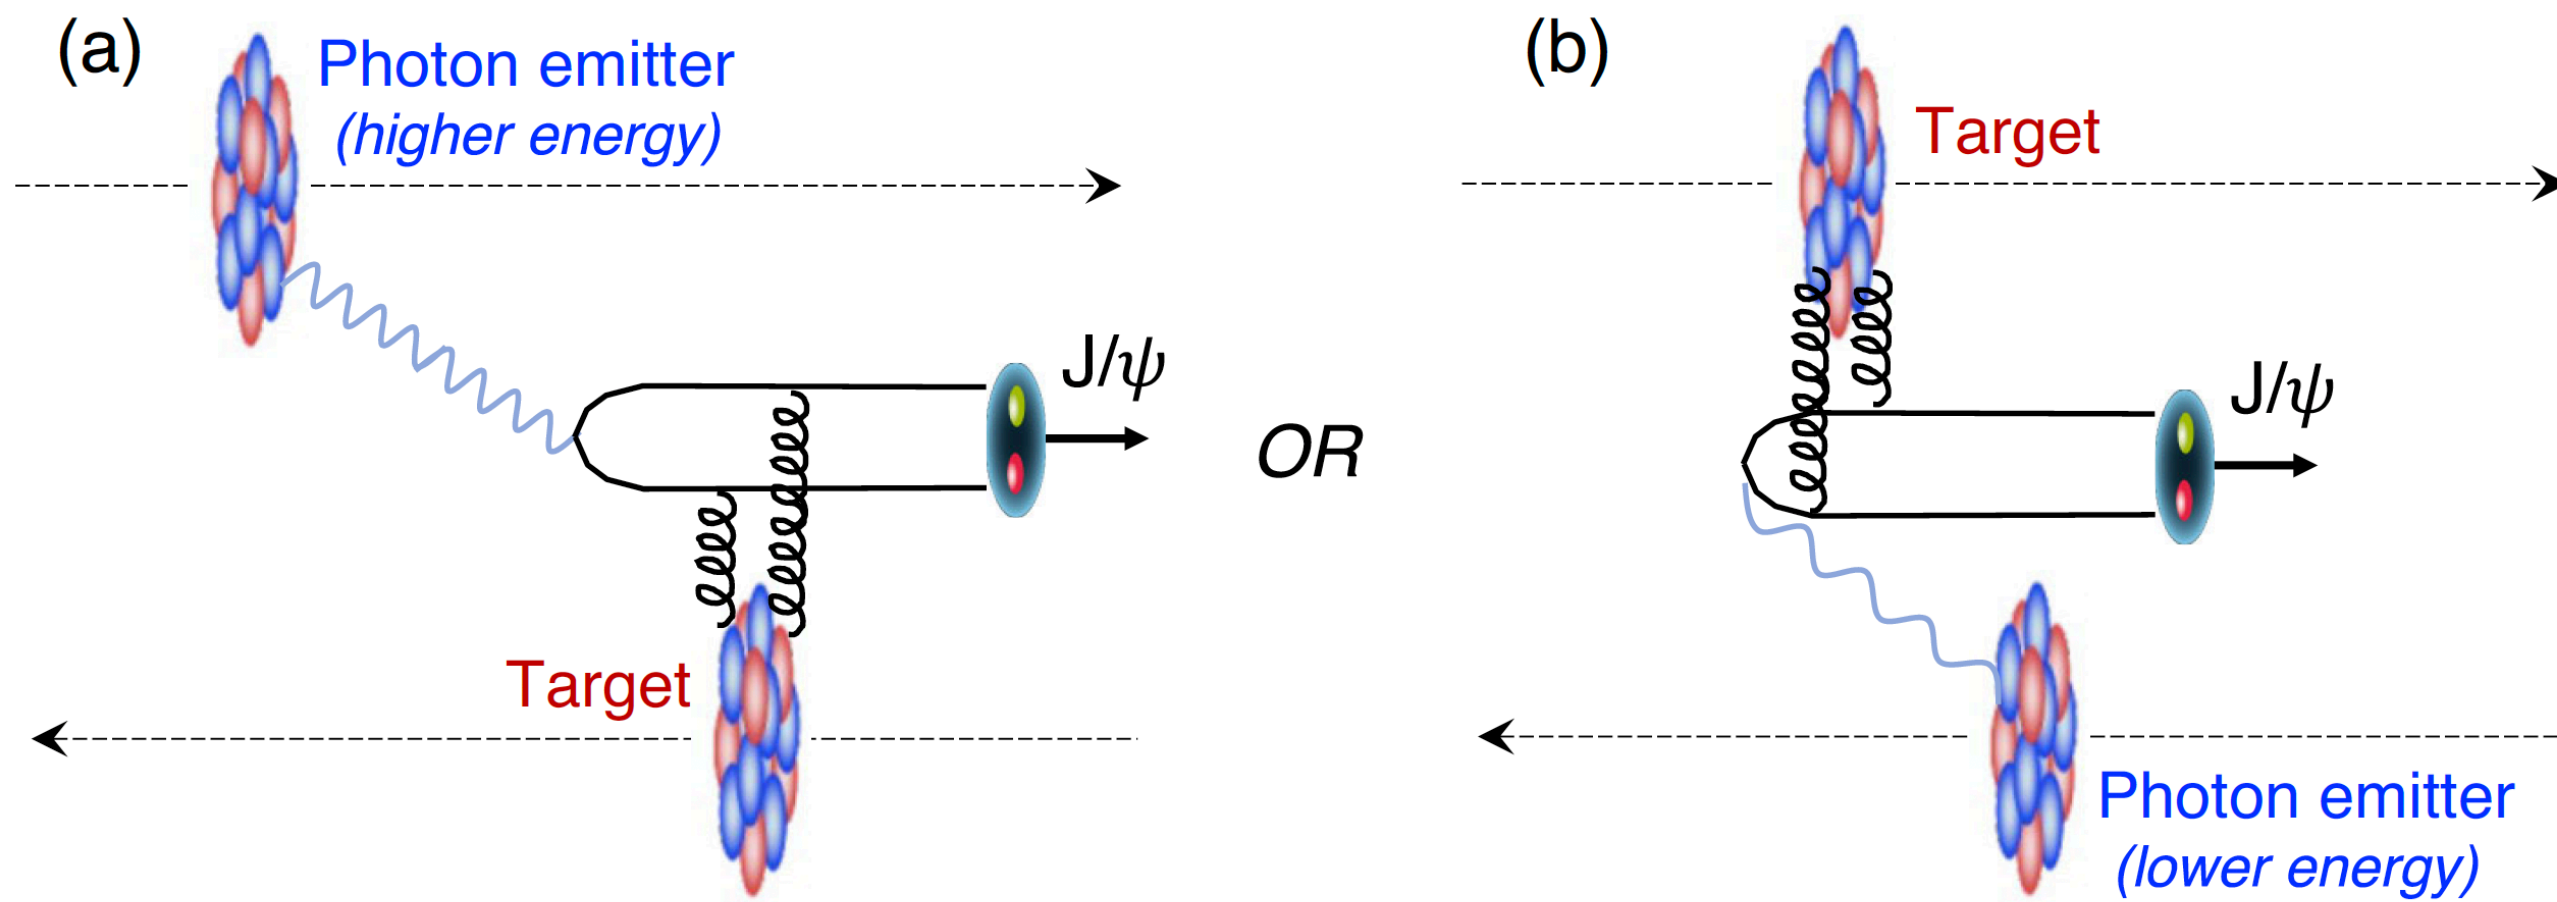 (a)
Photon emitter
(higher energy)
J/ψ
Target
OR
(b)
Target
J/ψ
Photon emitter
(lower energy)